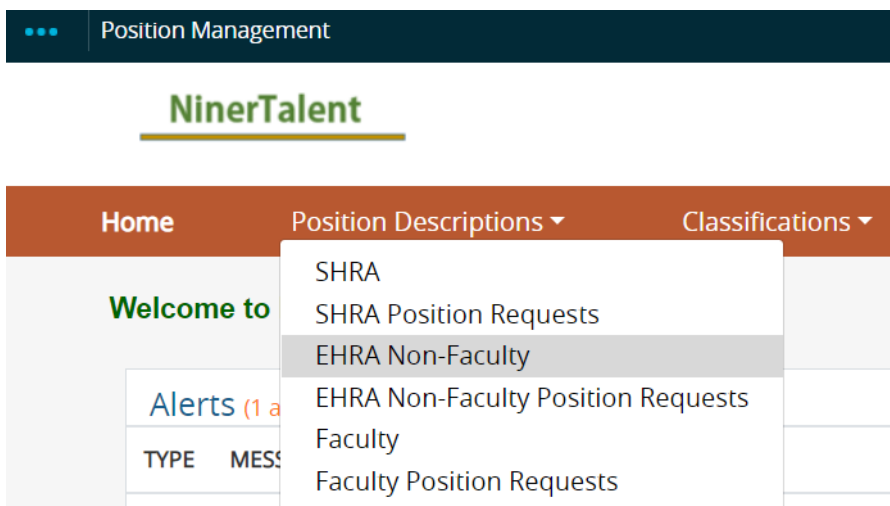 Position Management
NinerTalent
Home Position Descriptions Classifications
SHRA
Welcome to
SHRA Position Requests
EHRA Non-Faculty
Alerts (1 a
EHRA Non-Faculty Position Requests
Faculty
TYPE MESS
Faculty Position Requests